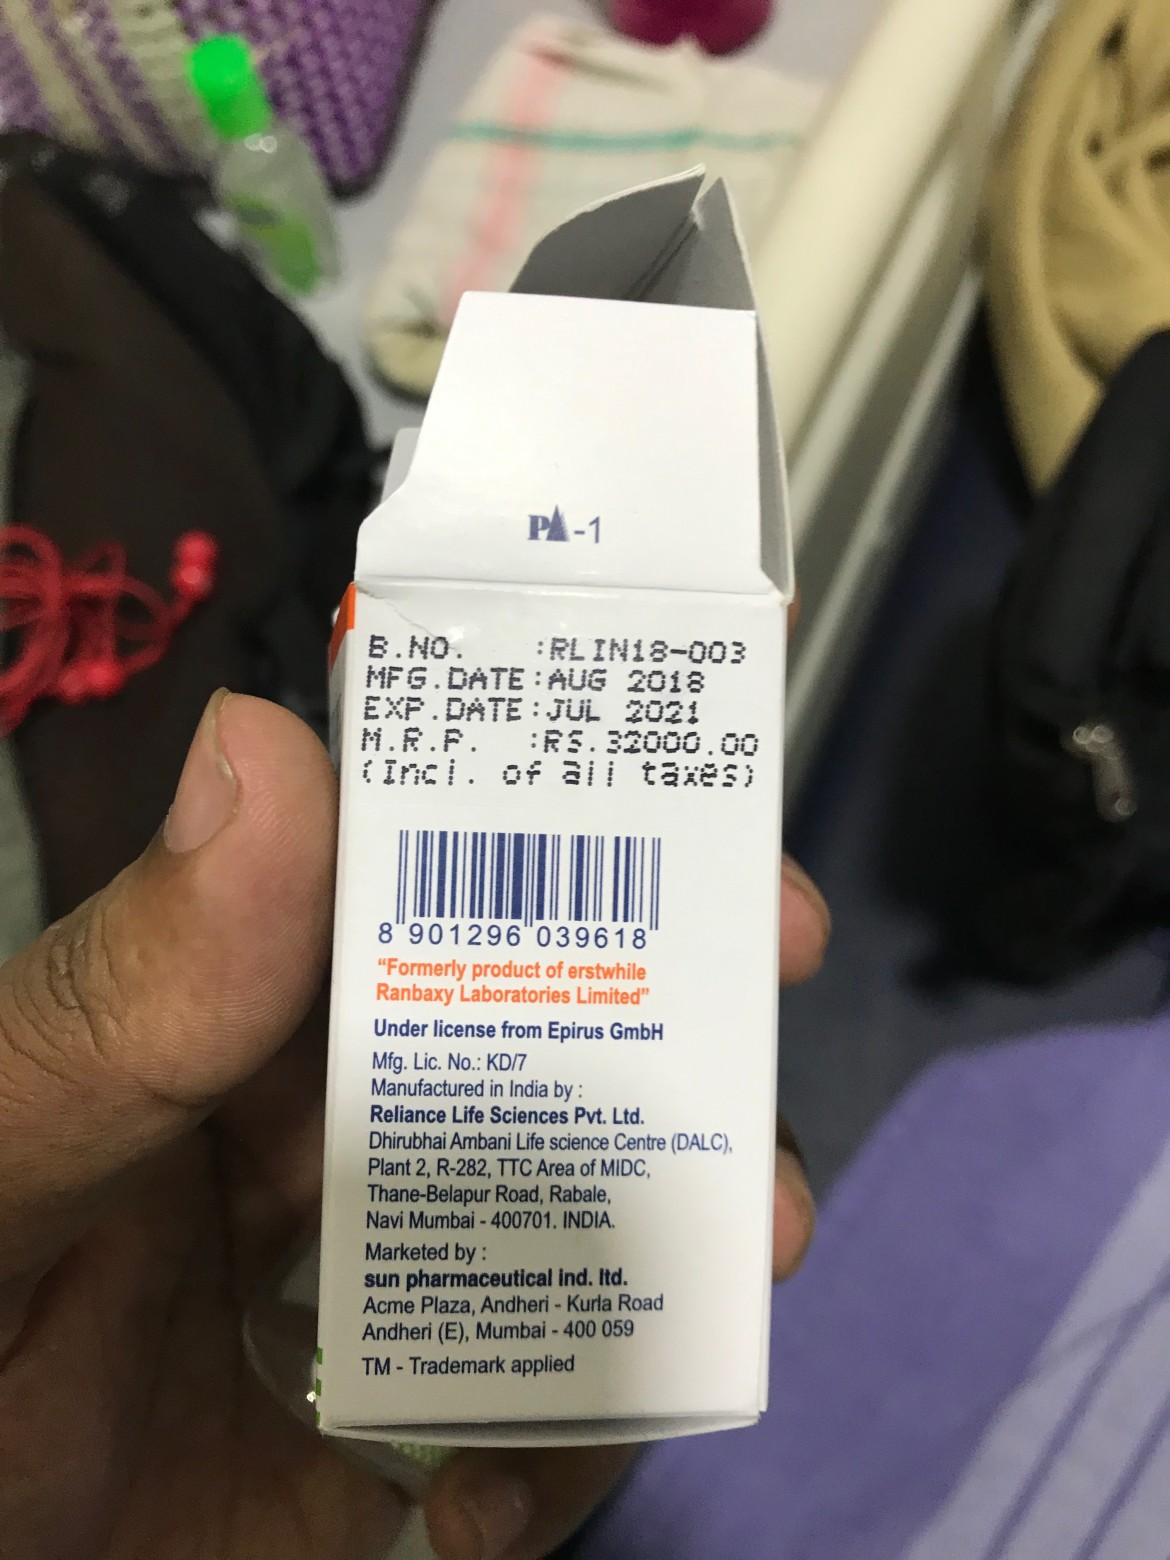 PA-1
B.NO. :RLIN18-003
MFG.DATE:AUG 2018
EXP.DATE:JUL 2021
M.R.P. :RS.32000.00
(Incl. of all taxes)
8 901296 039618
“Formerly product of erstwhile
Ranbaxy Laboratories Limited”
Under license from Epirus GmbH
Mfg. Lic. No.: KD/7
Manufactured in India by :
Reliance Life Sciences Pvt. Ltd.
Dhirubhai Ambani Life science Centre (DALC),
Plant 2, R-282, TTC Area of MIDC,
Thane-Belapur Road, Rabale,
Navi Mumbai - 400701. INDIA.
Marketed by :
sun pharmaceutical ind. ltd.
Acme Plaza, Andheri - Kurla Road
Andheri (E), Mumbai - 400 059
TM - Trademark applied